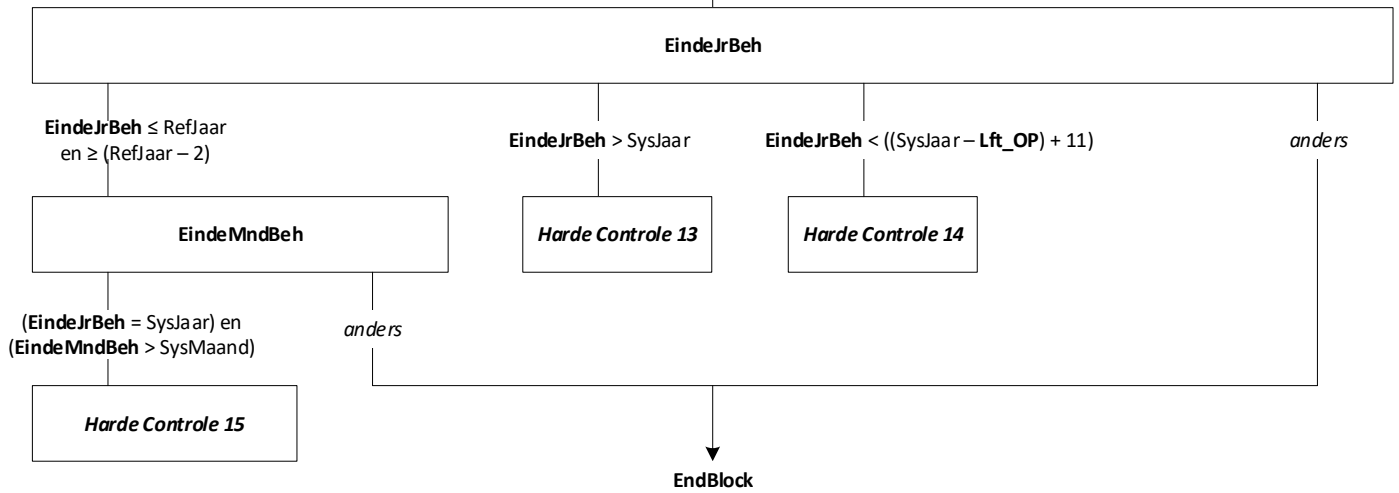 EindeJrBeh
EindeJrBeh ≤ RefJaar
en ≥ (RefJaar – 2)
EindeJrBeh > SysJaar
EindeJrBeh < ((SysJaar – Lft_OP) + 11)
anders
EindeMndBeh
Harde Controle 13
Harde Controle 14
(EindeJrBeh = SysJaar) en
(EindeMndBeh > SysMaand)
anders
Harde Controle 15
EndBlock